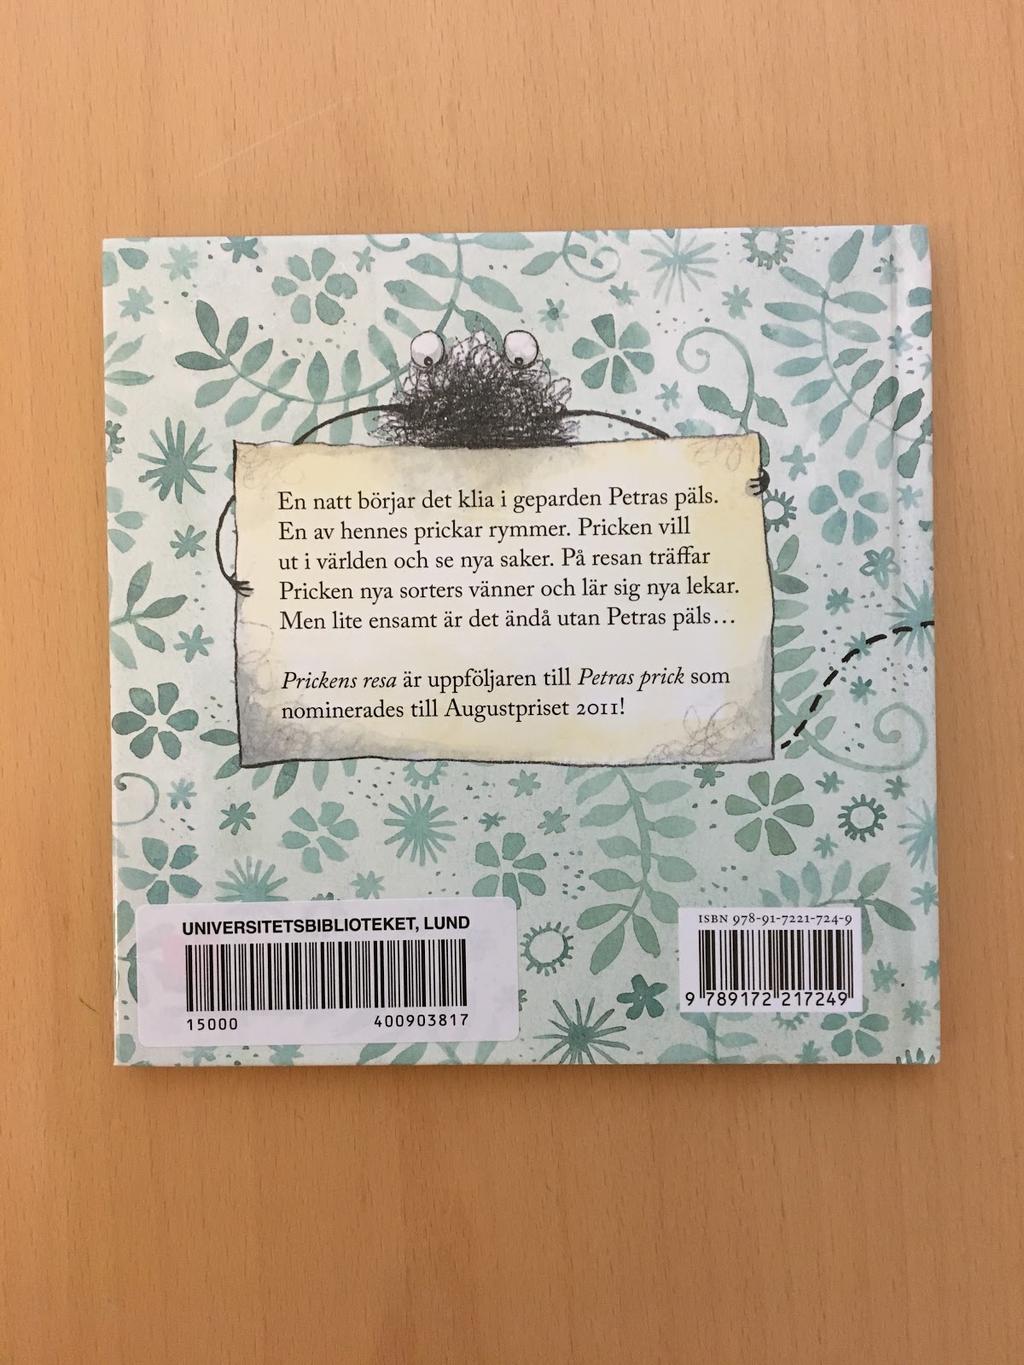 En natt börjar det klia i geparden Petras päls.
En av hennes prickar rymmer. Pricken vill
ut i världen och se nya saker. På resan träffar
Pricken nya sorters vänner och lär sig nya lekar.
Men lite ensamt är det ändå utan Petras päls…
Prickens resa är uppföljaren till Petras prick som
nominerades till Augustpriset 2011!
UNIVERSITETSBIBLIOTEKET, LUND
15000 400903817
ISBN 978-91-7221-724-9
9 789172 217249